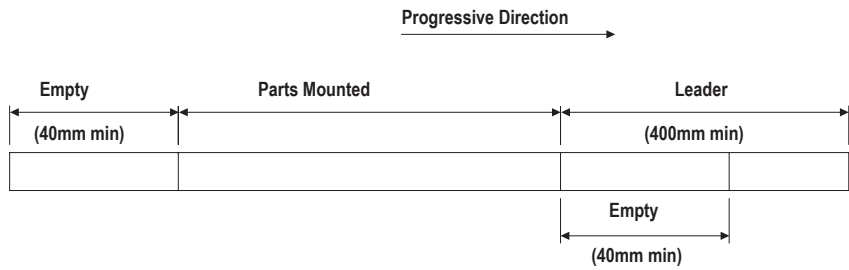 Progressive Direction
Empty
Parts Mounted
Leader
(40mm min)
(400mm min)
Empty
(40mm min)